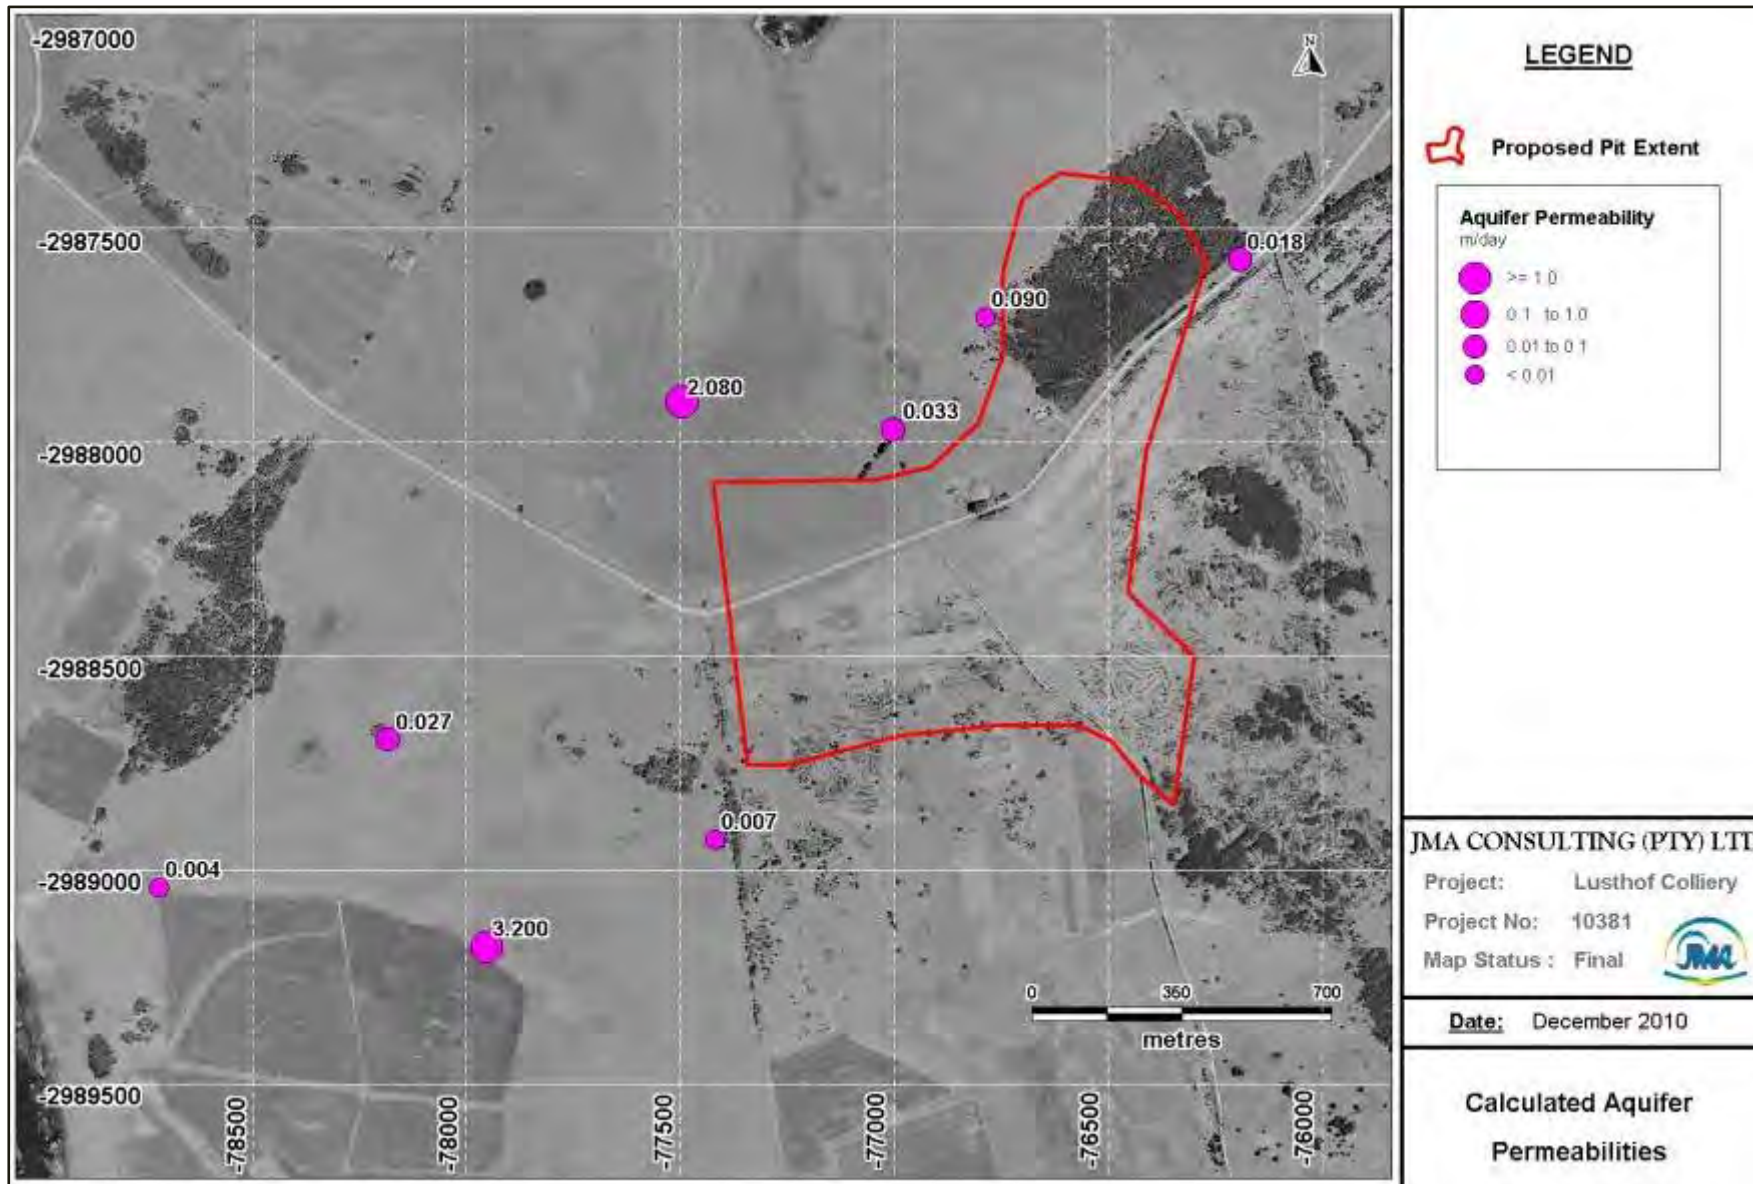 -2987000
N
-2987500
0.018
0.090
2.080
0.033
-2988000
-2988500
0.027
0.007
0.004
-2989000
3.200
0 350 700
metres
-2989500
-78500
-78000
-77500
-77000
-76500
-76000
LEGEND
Proposed Pit Extent
Aquifer Permeability
m/day
>= 1.0
0.1 to 1.0
0.01 to 0.1
< 0.01
JMA CONSULTING (PTY) LTD
Project: Lusthof Colliery
Project No: 10381
Map Status : Final
JMA
Date: December 2010
Calculated Aquifer
Permeabilities